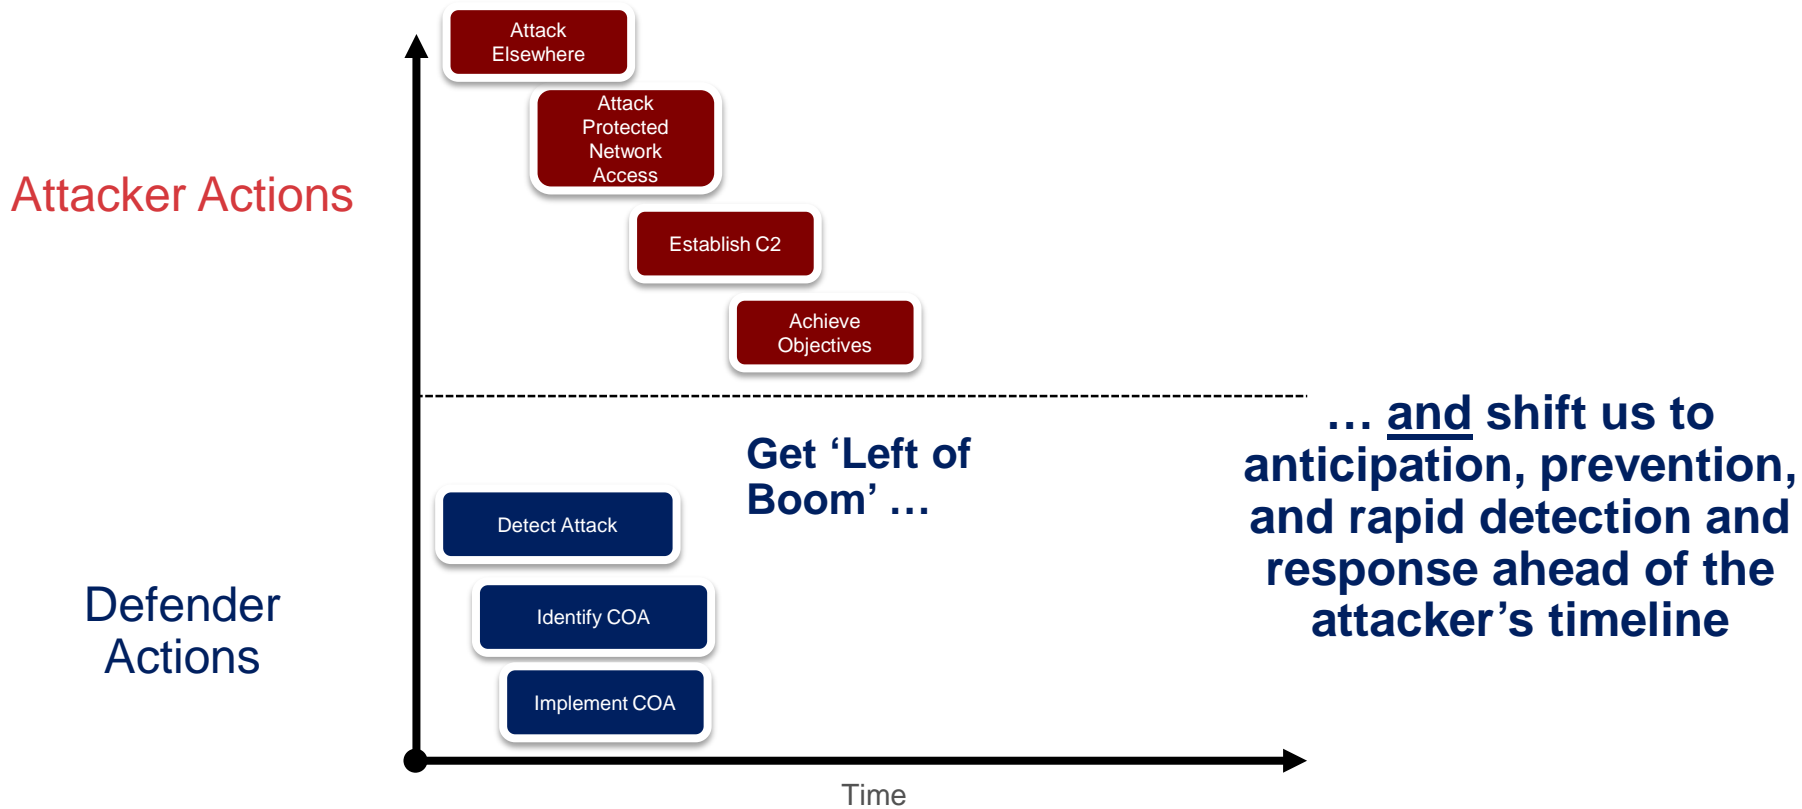 Attack
Elsewhere
Attack
Protected
Network
Access
Attacker Actions
Establish C2
Achieve
Objectives
… and shift us to
anticipation, prevention,
and rapid detection and
response ahead of the
attacker’s timeline
Get ‘Left of
Boom’ …
Detect Attack
Defender
Actions
Identify COA
Implement COA
Time